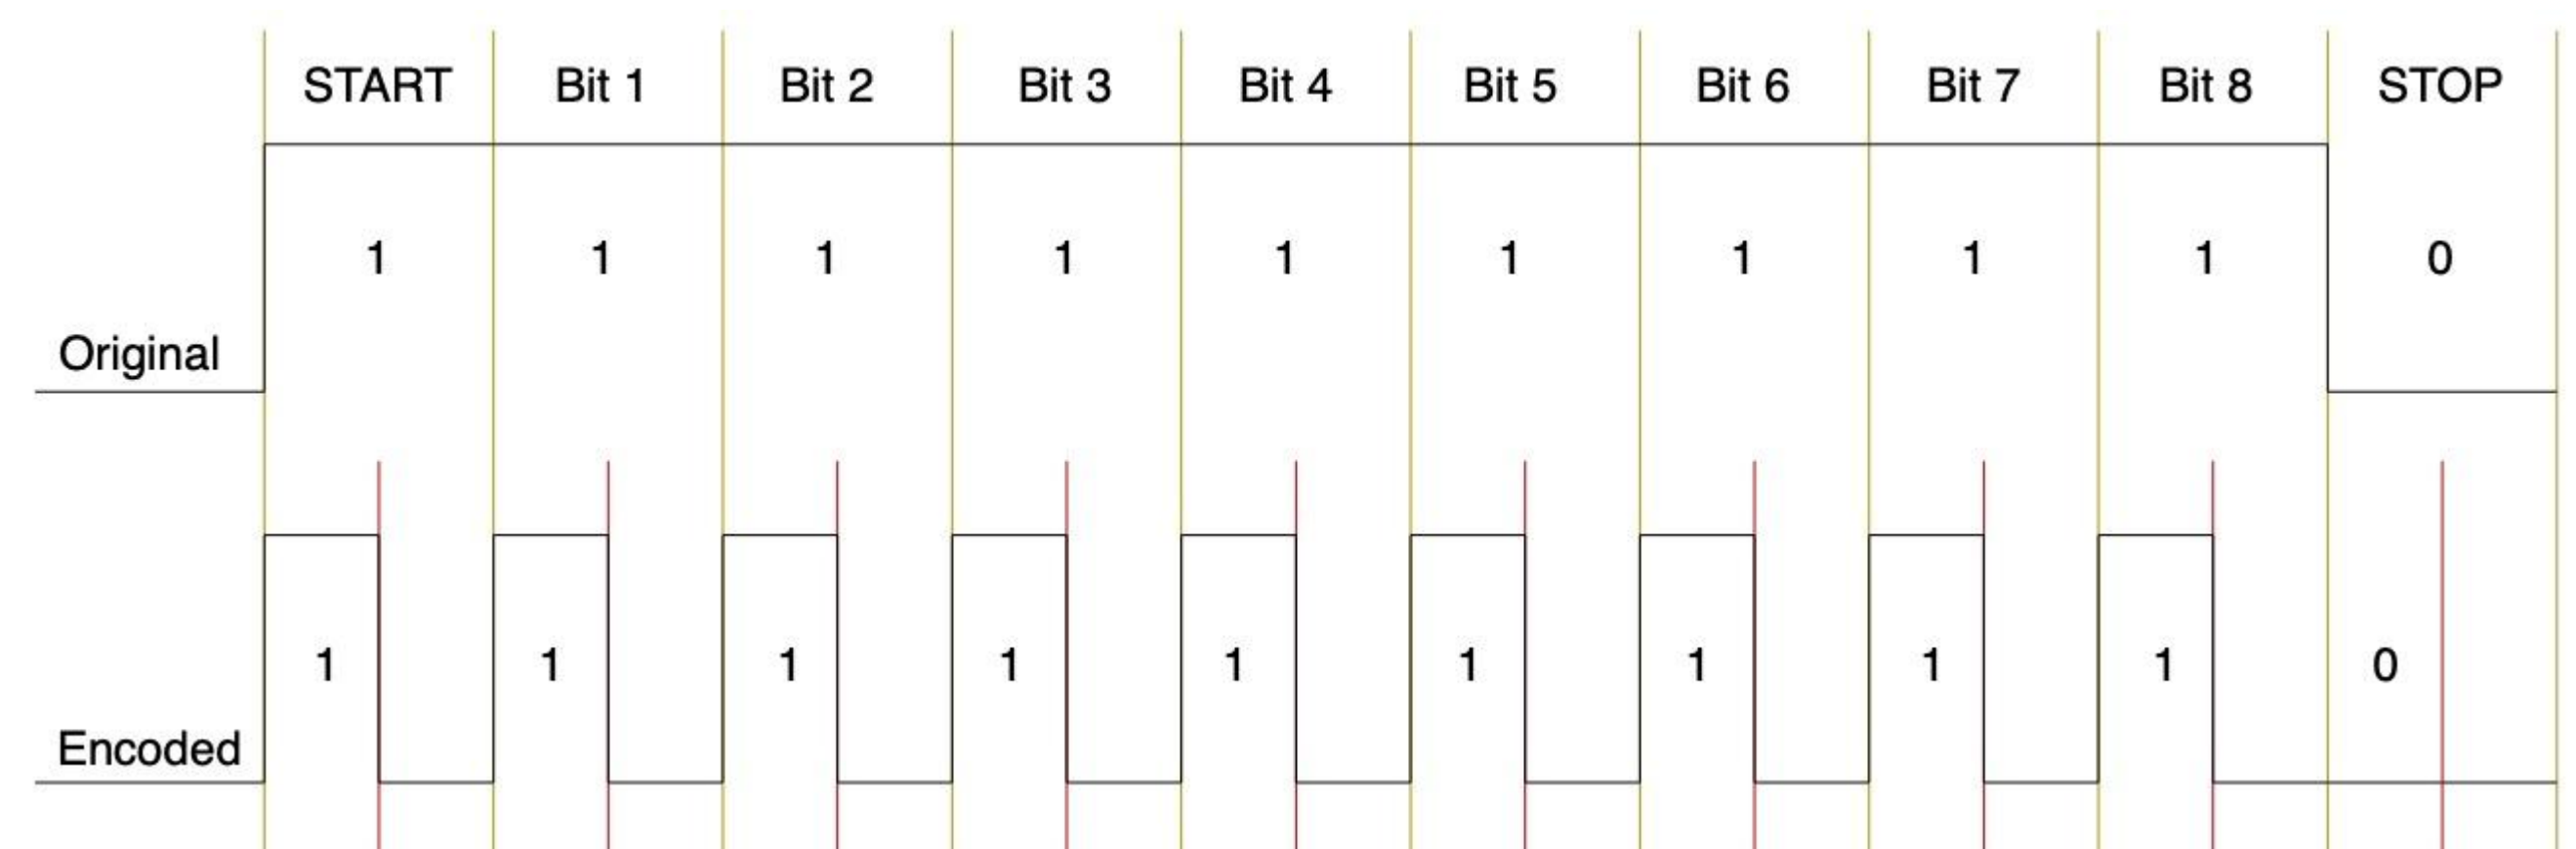 START Bit 1 Bit 2 Bit 3 Bit 4 Bit 5 Bit 6 Bit 7 Bit 8 STOP
1 1 1 1 1 1 1 1 1 0
Original
1 1 1 1 1 1 1 1 1 0
Encoded